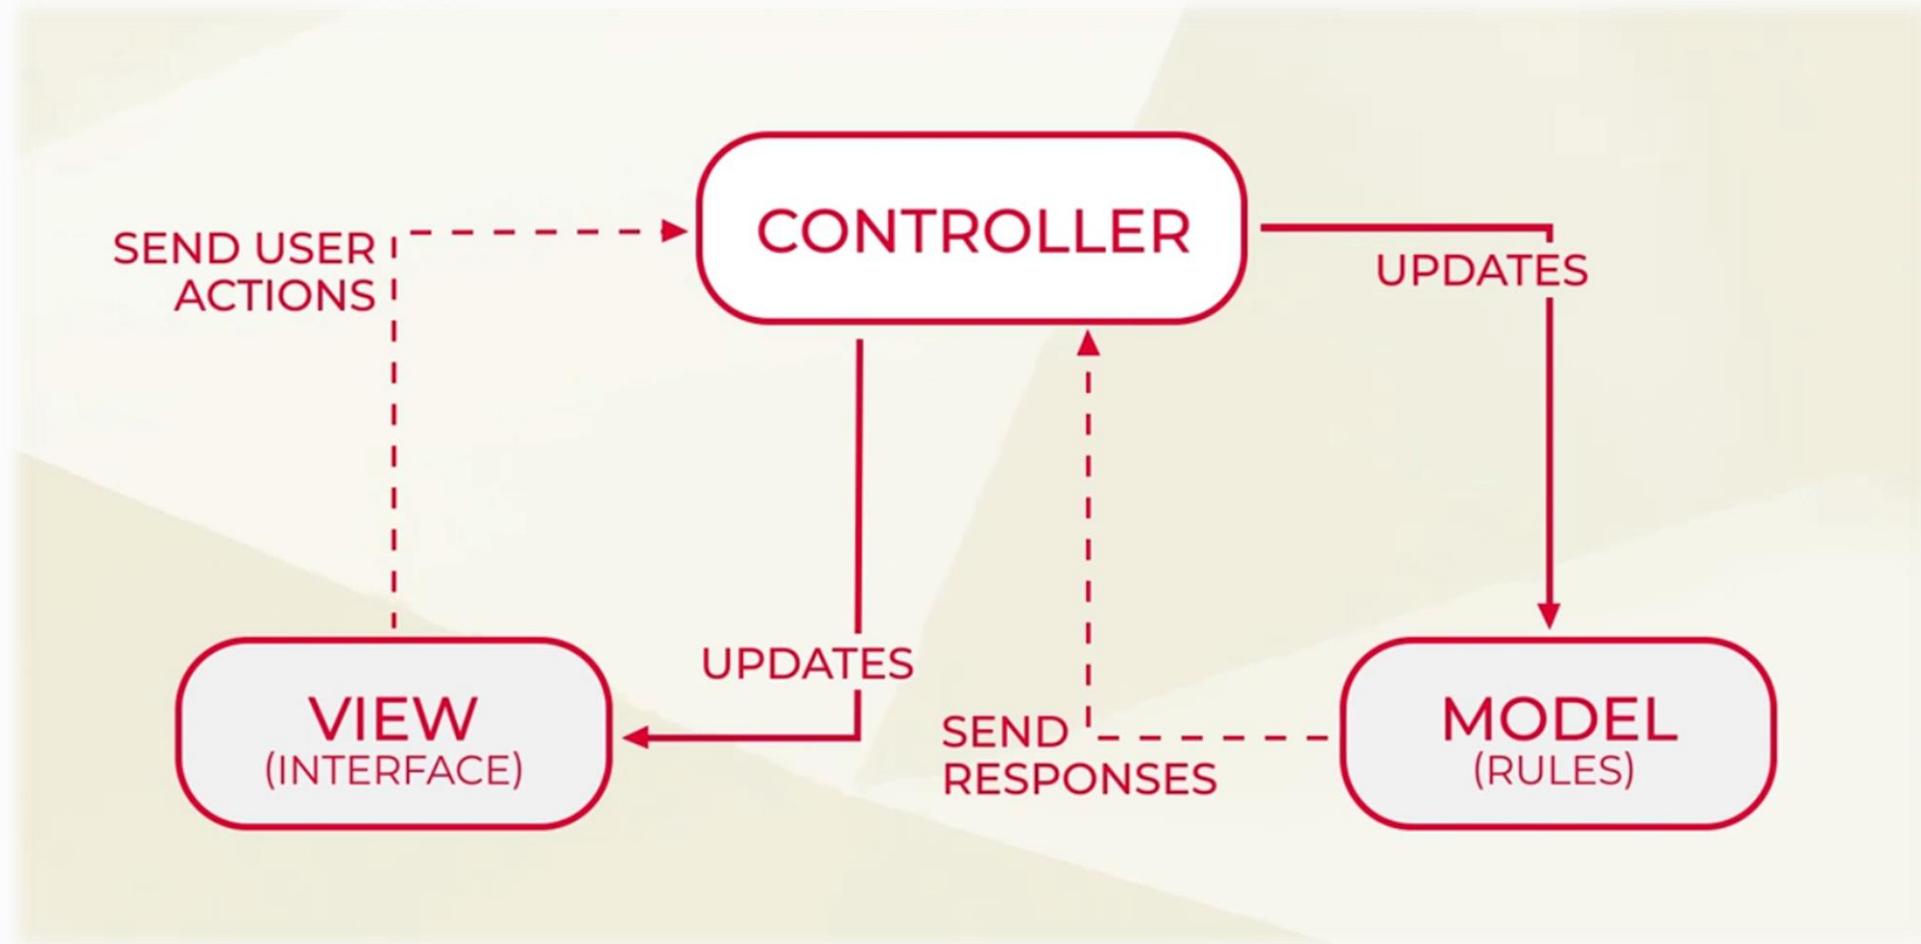 CONTROLLER
SEND USER
ACTIONS
UPDATES
UPDATES
VIEW
(INTERFACE)
SEND
RESPONSES
MODEL
(RULES)